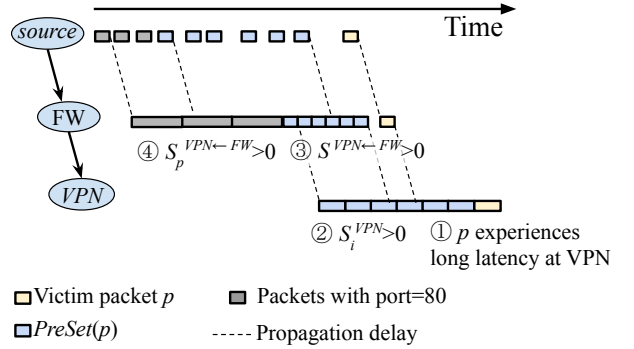 Time
source
FW
④ S_p^{VPN←FW}>0 ③ S^{VPN←FW}>0
VPN
② S_i^{VPN}>0 ① p experiences
long latency at VPN
Victim packet p Packets with port=80
PreSet(p) Propagation delay